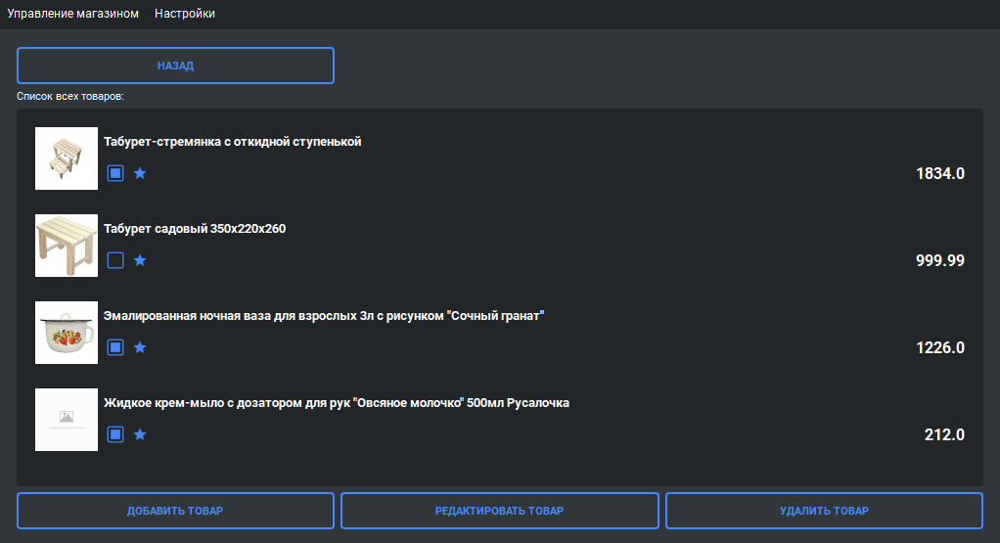 Управление магазином Настройки
НАЗАД
Список всех товаров:
Табурет-стремянка с откидной ступенькой
1834.0
Табурет садовый 350х220х260
999.99
Эмалированная ночная ваза для взрослых 3л с рисунком "Сочный гранат"
1226.0
Жидкое крем-мыло с дозатором для рук "Овсяное молочко" 500мл Русалочка
212.0
ДОБАВИТЬ ТОВАР РЕДАКТИРОВАТЬ ТОВАР УДАЛИТЬ ТОВАР